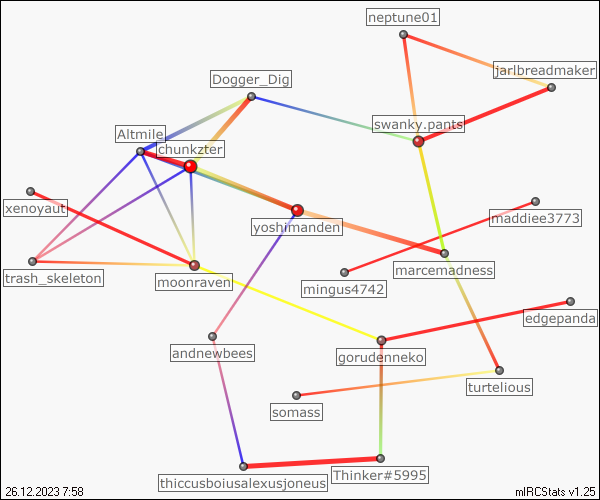 neptune01
jarlbreadmaker
Dogger_Dig
swanky.pants
Altmile
chunkzter
xenoyaut
maddiee3773
yoshimanden
marcemadness
trash_skeleton
moonraven
mingus4742
edgepanda
andnewbees
gorudenneko
turtelious
somass
Thinker#5995
thiccusboiusalexusjoneus
26.12.2023 7:58
mIRCStats v1.25